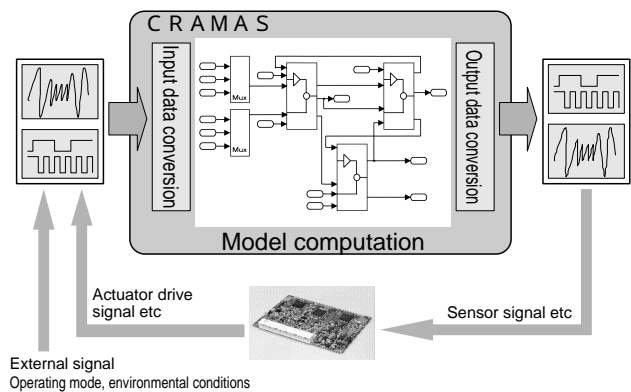 CRAMAS
Input data conversion
Mux
Mux
Output data conversion
Model computation
Actuator drive
signal etc
Sensor signal etc
External signal
Operating mode, environmental conditions